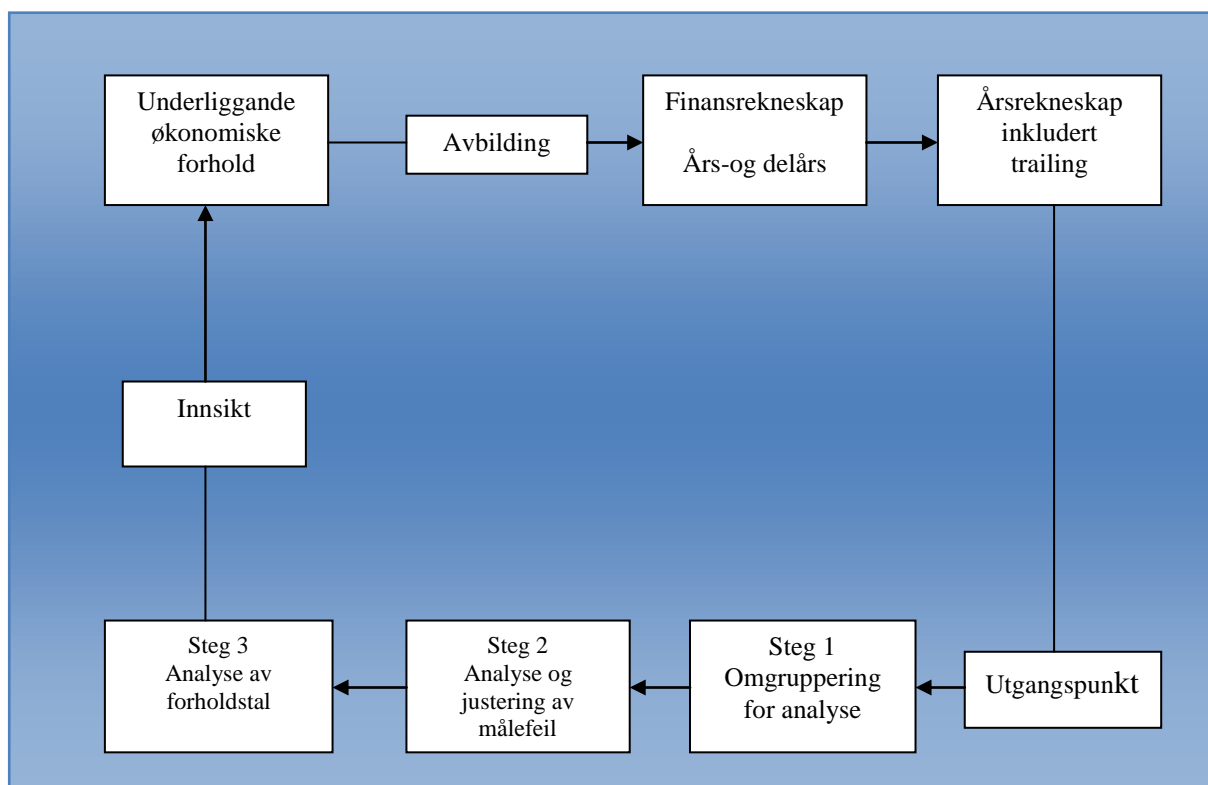 Underliggande
økonomiske
forhold
Avbilding
Finansrekneskap
Års-og delårs
Årsrekneskap
inkludert
trailing
Innsikt
Steg 3
Analyse av
forholdstal
Steg 2
Analyse og
justering av
målefeil
Steg 1
Omgruppering
for analyse
Utgangspunkt